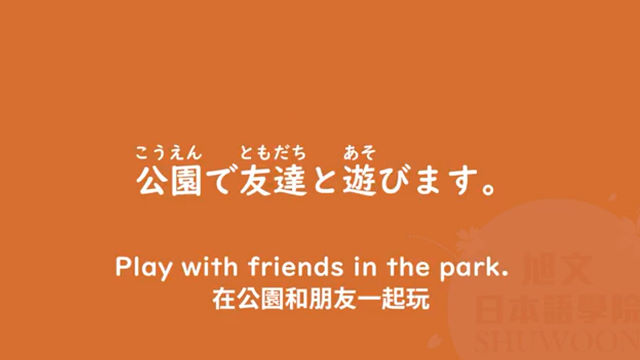 こうえん ともだち あそ
公園で友達と遊びます。
Play with friends in the park.
在公園和朋友一起玩
旭文
日本語學院
SHUWOON